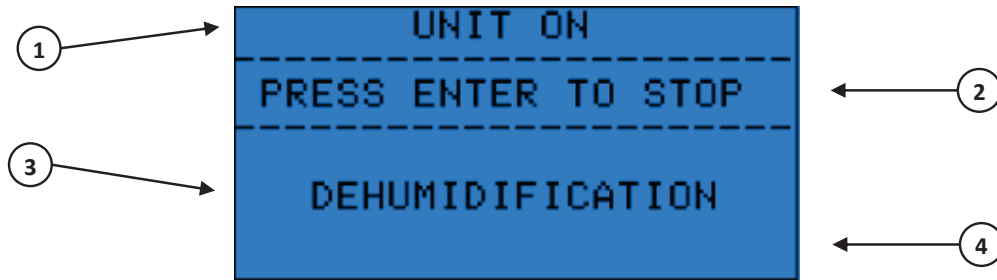 1
UNIT ON
PRESS ENTER TO STOP
2
3
DEHUMIDIFICATION
4